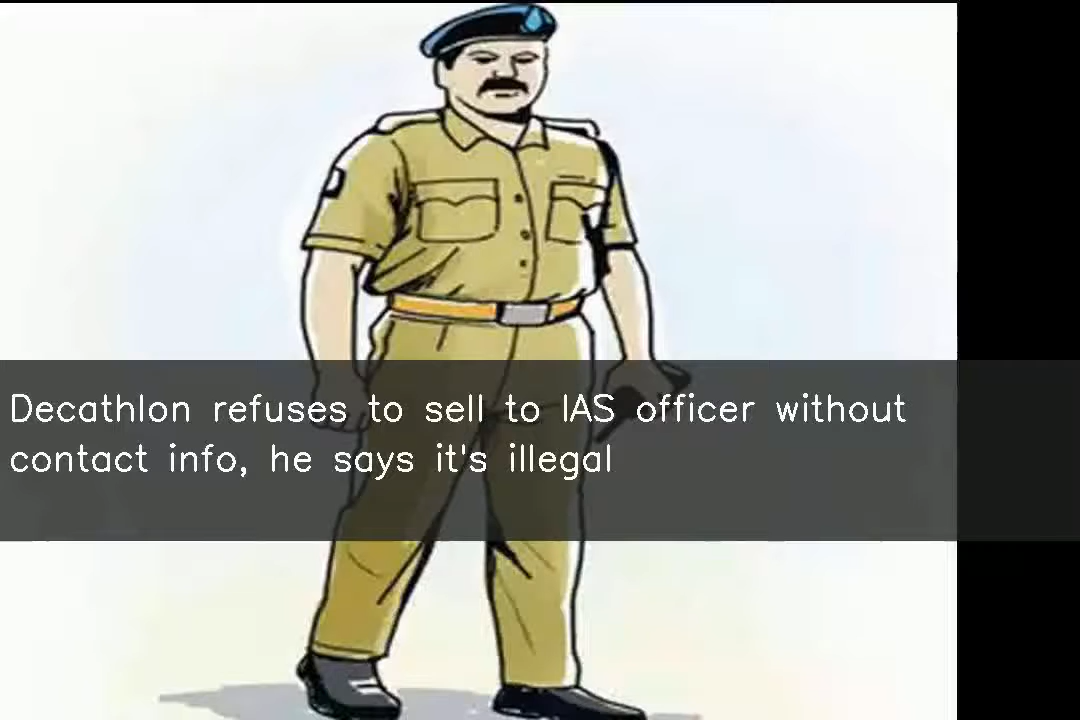 Decathlon refuses to sell to IAS officer without
contact info, he says it's illegal